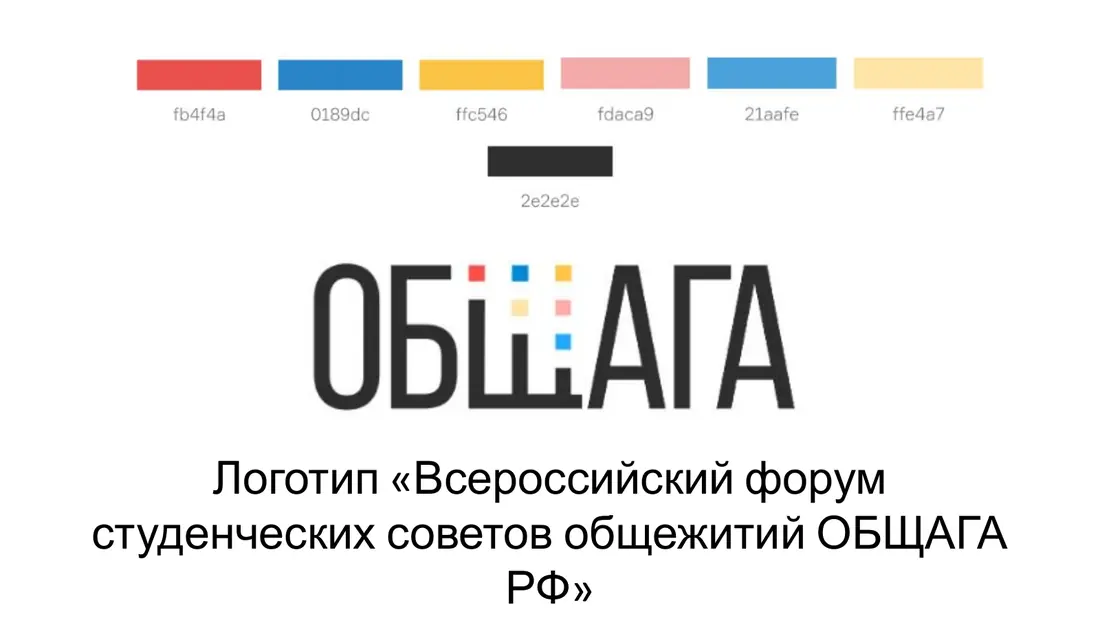 fb4f4a 0189dc ffc546 fdaca9 21aafe ffe4a7
2e2e2e
ОБЩАГА
Логотип «Всероссийский форум
студенческих советов общежитий ОБЩАГА
РФ»